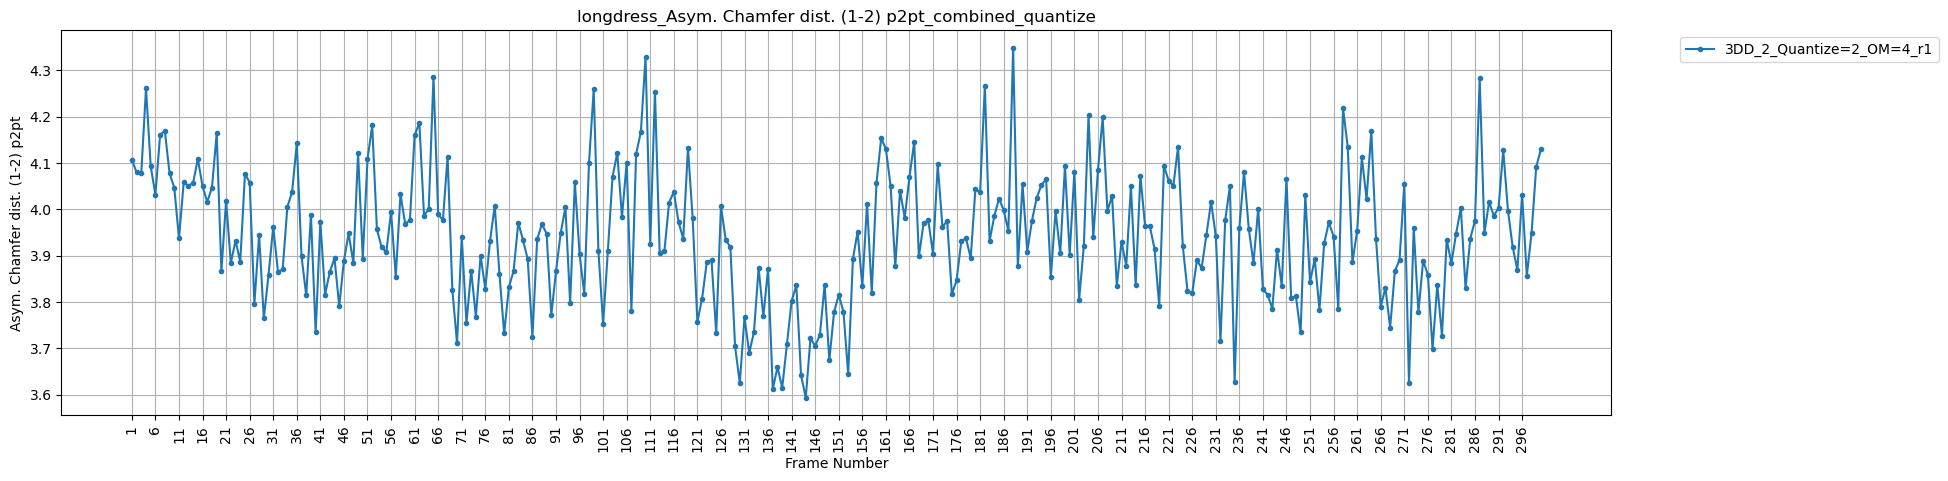 longdress_Asym. Chamfer dist. (1-2) p2pt_combined_quantize
3DD_2_Quantize=2_OM=4_r1
Asym. Chamfer dist. (1-2) p2pt
4.3
4.2
4.1
4.0
3.9
3.8
3.7
3.6
1 6 11 16 21 26 31 36 41 46 51 56 61 66 71 76 81 86 91 96 101 106 111 116 121 126 131 136 141 146 151 156 161 166 171 176 181 186 191 196 201 206 211 216 221 226 231 236 241 246 251 256 261 266 271 276 281 286 291 296
Frame Number